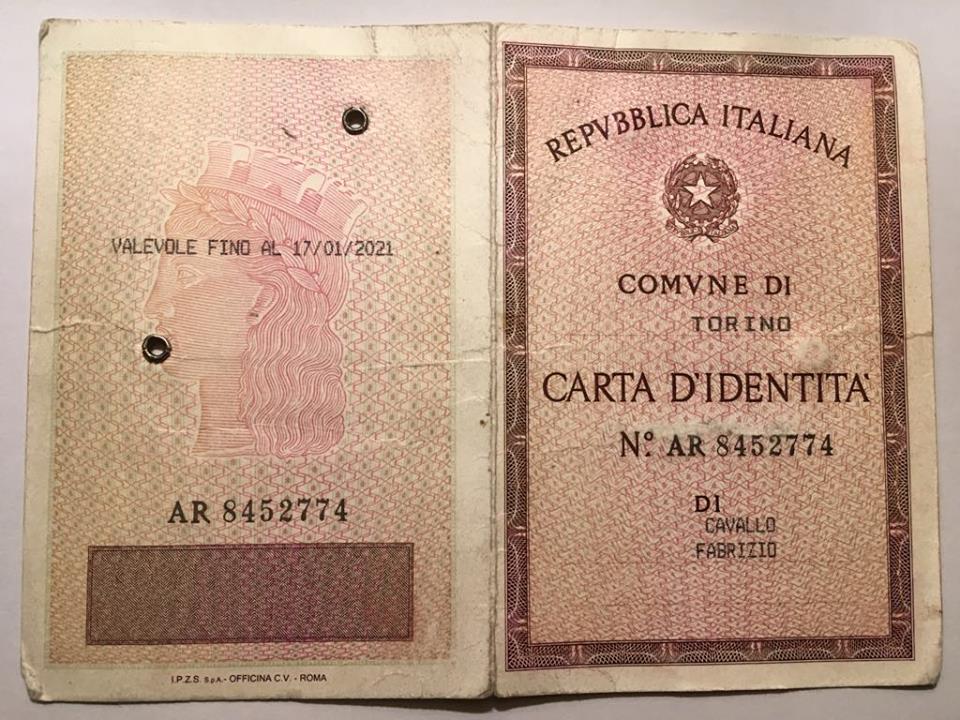 VALEVOLE FINO AL 17/01/2021
AR 8452774
I.P.Z.S. S.p.A. - OFFICINA C.V. - ROMA
REPVBBLICA ITALIANA
COMVNE DI
TORINO
CARTA D'IDENTITA'
N.° AR 8452774
DI
CAVALLO
FABRIZIO